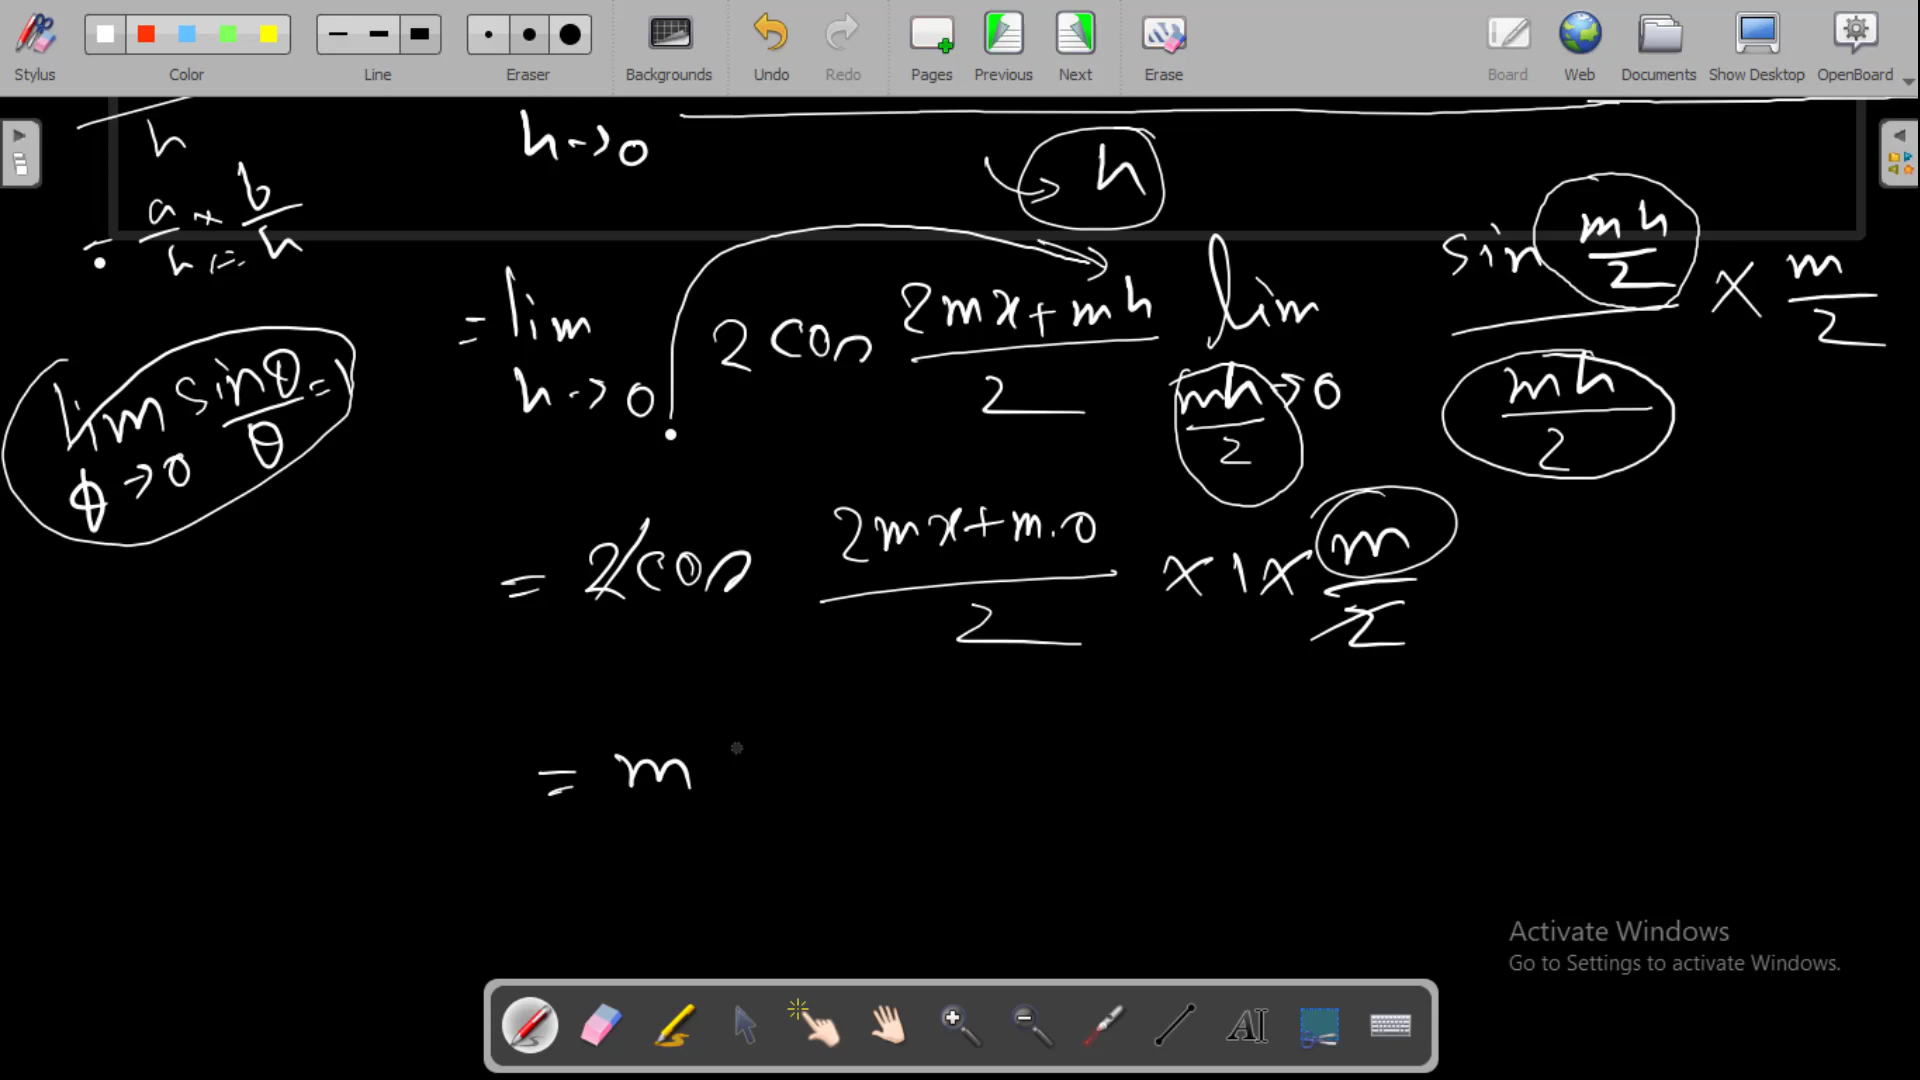 Stylus Color Line Eraser Backgrounds Undo Redo Pages Previous Next Erase Board Web Documents Show Desktop OpenBoard
h
h->0
h
a/h + b/h
= lim h->0 2 cos (2mx+mh)/2 lim mh/2->0 (sin mh/2)/(mh/2) × m/2
lim ϕ->0 sinθ/θ = 1
= 2 cos (2mx+m.0)/2 × 1 × m/2
= m
Activate Windows
Go to Settings to activate Windows.
AI